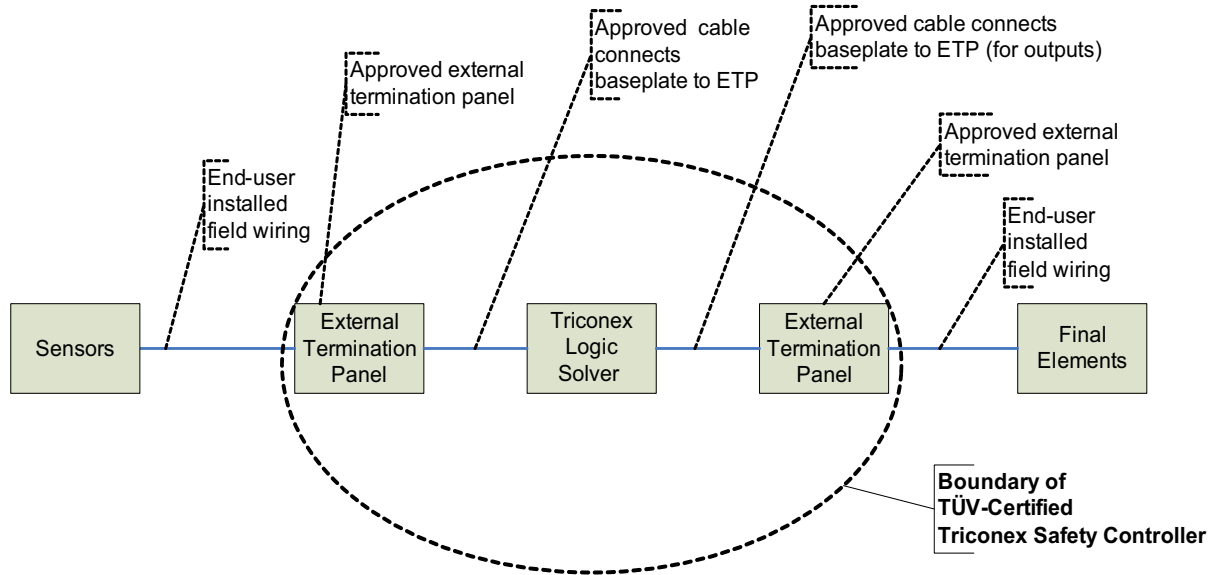 Approved external
termination panel
Approved cable
connects
baseplate to ETP
Approved cable connects
baseplate to ETP (for outputs)
Approved external
termination panel
End-user
installed
field wiring
End-user
installed
field wiring
Sensors
External
Termination
Panel
Triconex
Logic
Solver
External
Termination
Panel
Final
Elements
Boundary of
TÜV-Certified
Triconex Safety Controller